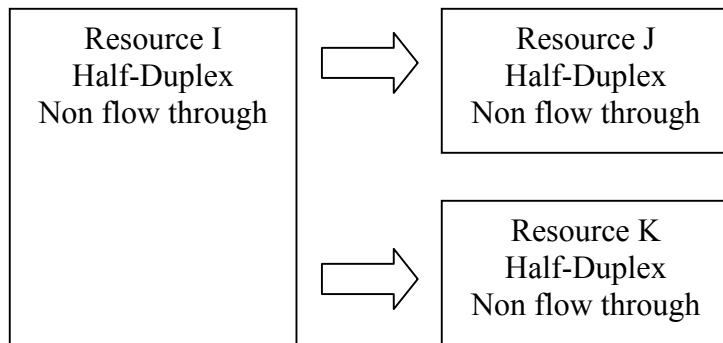 Resource I
Half-Duplex
Non flow through
Resource J
Half-Duplex
Non flow through
Resource K
Half-Duplex
Non flow through